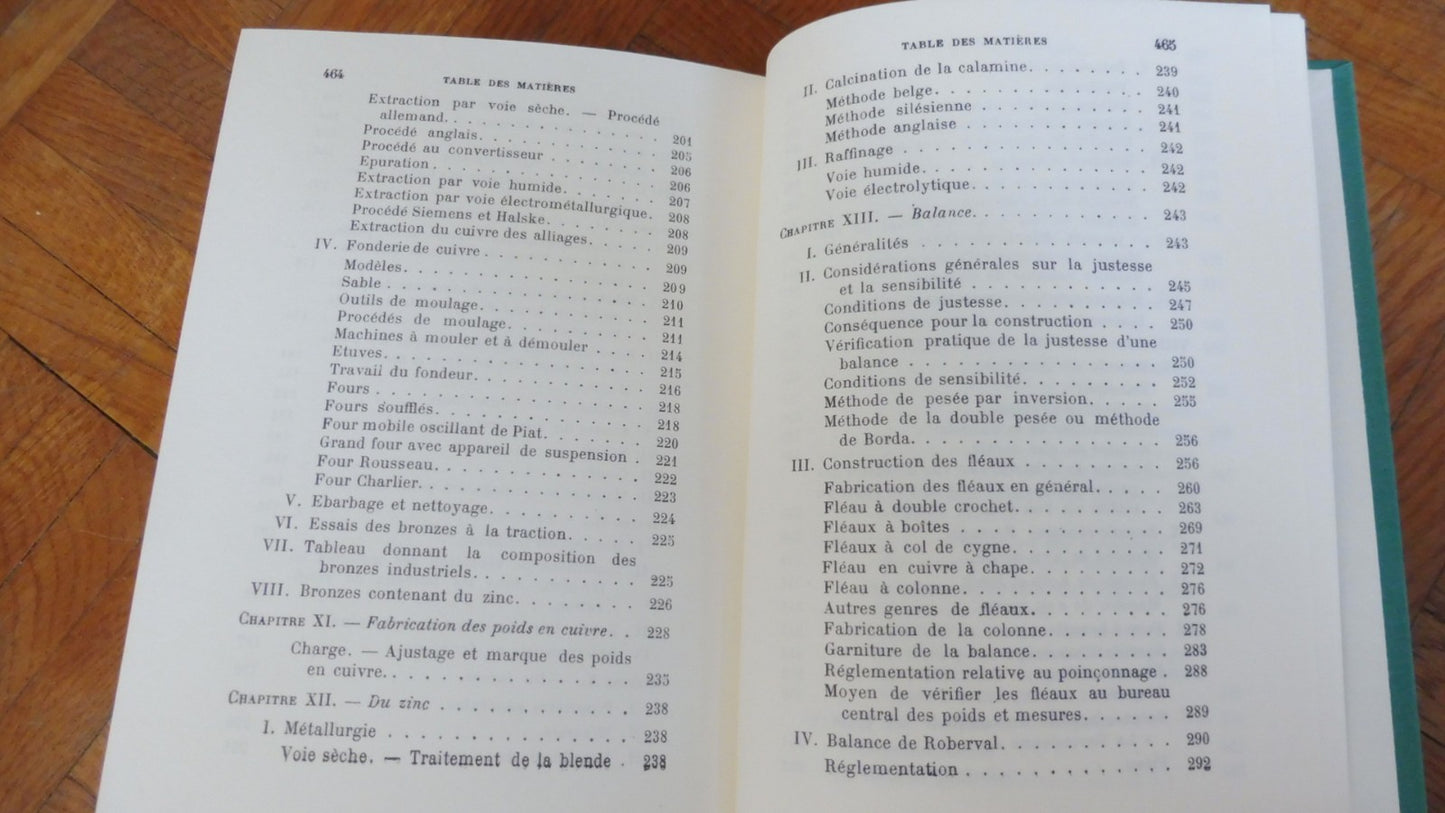 464
TABLE DES MATIÈRES
Extraction par voie sèche. — Procédé
allemand. . . . . . . . . . . . . 201
Procédé anglais. . . . . . . . . . . . 205
Procédé au convertisseur . . . . . . . . 206
Epuration . . . . . . . . . . . . . . 206
Extraction par voie humide. . . . . . . 207
Extraction par voie électrométallurgique. 208
Procédé Siemens et Halske. . . . . . . . 208
Extraction du cuivre des alliages. . . . . 209
IV. Fonderie de cuivre . . . . . . . . . . 209
Modèles. . . . . . . . . . . . . . . 209
Sable . . . . . . . . . . . . . . . . 210
Outils de moulage. . . . . . . . . . . 211
Procédés de moulage. . . . . . . . . . 211
Machines à mouler et à démouler . . . . 214
Etuves. . . . . . . . . . . . . . . . 215
Travail du fondeur. . . . . . . . . . . 216
Fours . . . . . . . . . . . . . . . . 218
Fours soufflés. . . . . . . . . . . . . 218
Four mobile oscillant de Piat. . . . . . . 220
Grand four avec appareil de suspension . 221
Four Rousseau. . . . . . . . . . . . . 222
Four Charlier. . . . . . . . . . . . . 223
V. Ebarbage et nettoyage. . . . . . . . . 224
VI. Essais des bronzes à la traction. . . . . 225
VII. Tableau donnant la composition des
bronzes industriels. . . . . . . . . . 225
VIII. Bronzes contenant du zinc. . . . . . . . 226
CHAPITRE XI. — Fabrication des poids en cuivre. . 228
Charge. — Ajustage et marque des poids
en cuivre. . . . . . . . . . . . . . 235
CHAPITRE XII. — Du zinc . . . . . . . . . . 238
I. Métallurgie . . . . . . . . . . . . . . 238
Voie sèche. — Traitement de la blende . 238
TABLE DES MATIÈRES
465
II. Calcination de la calamine. . . . . . . . 239
Méthode belge. . . . . . . . . . . . . 240
Méthode silésienne . . . . . . . . . . . 241
Méthode anglaise . . . . . . . . . . . 241
III. Raffinage . . . . . . . . . . . . . . 242
Voie humide. . . . . . . . . . . . . . 242
Voie électrolytique. . . . . . . . . . . 242
CHAPITRE XIII. — Balance. . . . . . . . . . . 243
I. Généralités . . . . . . . . . . . . . 243
II. Considérations générales sur la justesse
et la sensibilité . . . . . . . . . . . 245
Conditions de justesse. . . . . . . . . . 247
Conséquence pour la construction . . . . 250
Vérification pratique de la justesse d'une
balance . . . . . . . . . . . . . . 250
Conditions de sensibilité. . . . . . . . . 252
Méthode de pesée par inversion. . . . . . 255
Méthode de la double pesée ou méthode
de Borda. . . . . . . . . . . . . . 256
III. Construction des fléaux . . . . . . . . . 256
Fabrication des fléaux en général. . . . . 260
Fléau à double crochet. . . . . . . . . . 263
Fléaux à boîtes . . . . . . . . . . . . 269
Fléaux à col de cygne. . . . . . . . . . 271
Fléau en cuivre à chape. . . . . . . . . 272
Fléau à colonne. . . . . . . . . . . . 276
Autres genres de fléaux. . . . . . . . . 276
Fabrication de la colonne. . . . . . . . 278
Garniture de la balance. . . . . . . . . 283
Réglementation relative au poinçonnage . 288
Moyen de vérifier les fléaux au bureau
central des poids et mesures. . . . . . 289
IV. Balance de Roberval. . . . . . . . . . . 290
Réglementation . . . . . . . . . . . . 292